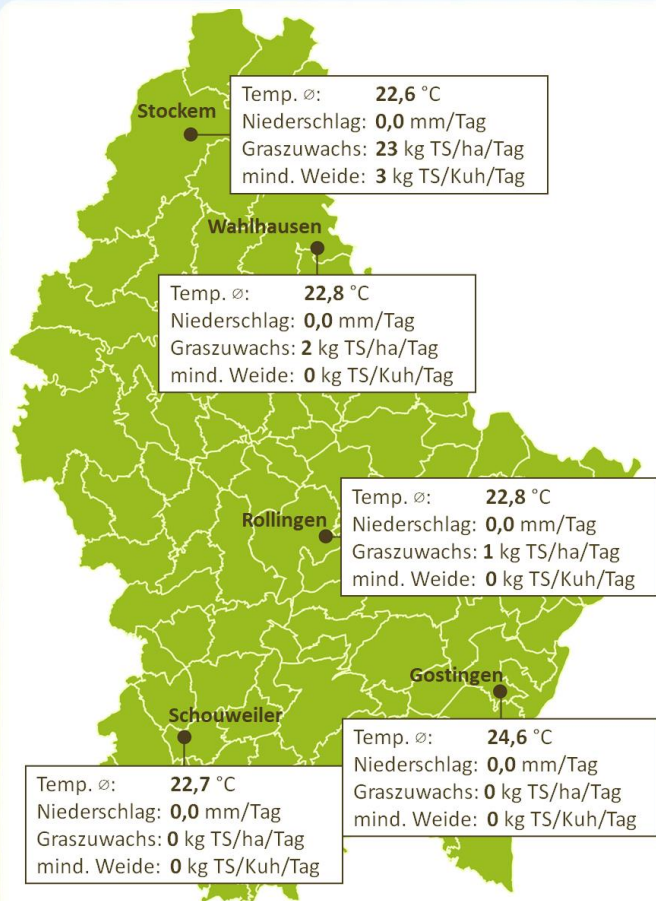 Stockem
Temp. ⌀: 22,6 °C
Niederschlag: 0,0 mm/Tag
Graszuwachs: 23 kg TS/ha/Tag
mind. Weide: 3 kg TS/Kuh/Tag
Wahlhausen
Temp. ⌀: 22,8 °C
Niederschlag: 0,0 mm/Tag
Graszuwachs: 2 kg TS/ha/Tag
mind. Weide: 0 kg TS/Kuh/Tag
Rollingen
Temp. ⌀: 22,8 °C
Niederschlag: 0,0 mm/Tag
Graszuwachs: 1 kg TS/ha/Tag
mind. Weide: 0 kg TS/Kuh/Tag
Gostingen
Temp. ⌀: 24,6 °C
Niederschlag: 0,0 mm/Tag
Graszuwachs: 0 kg TS/ha/Tag
mind. Weide: 0 kg TS/Kuh/Tag
Schouweiler
Temp. ⌀: 22,7 °C
Niederschlag: 0,0 mm/Tag
Graszuwachs: 0 kg TS/ha/Tag
mind. Weide: 0 kg TS/Kuh/Tag